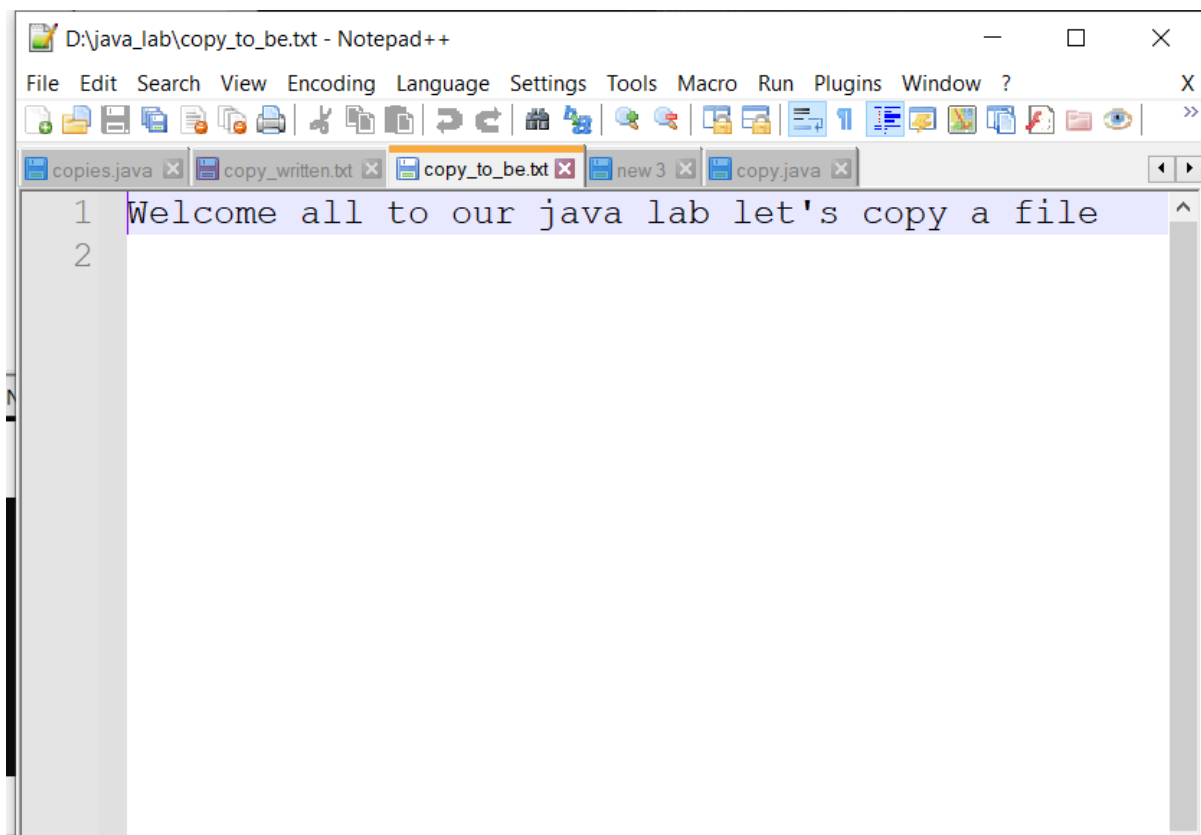 D:\java_lab\copy_to_be.txt - Notepad++
File Edit Search View Encoding Language Settings Tools Macro Run Plugins Window ? X
copies.java copy_written.txt copy_to_be.txt new 3 copy.java
1 Welcome all to our java lab let's copy a file
2
N